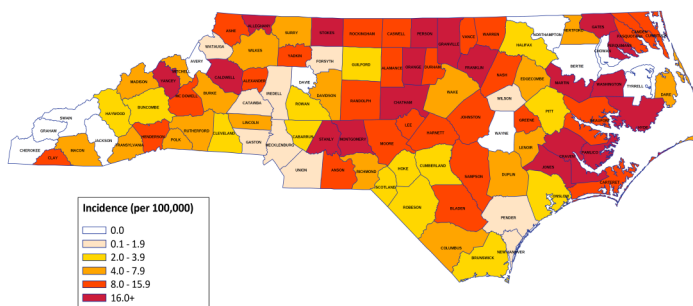 ASHE
ALLEGHANY
SURRY
STOKES
ROCKINGHAM
CASWELL
PERSON
GRANVILLE
VANCE
WARREN
NORTHAMPTON
HERTFORD
GATES
HALIFAX
WATAUGA
WILKES
YADKIN
FORSYTH
GUILFORD
ALAMANCE
ORANGE
DURHAM
FRANKLIN
NASH
BERTIE
AVERY
MITCHELL
CALDWELL
ALEXANDER
IREDELL
DAVIE
DAVIDSON
RANDOLPH
CHATHAM
WAKE
EDGECOMBE
MARTIN
WASHINGTON
TYRRELL
DARE
MADISON
YANCEY
MC DOWELL
BURKE
CATAWBA
ROWAN
WILSON
PITT
BEAUFORT
HAYWOOD
BUNCOMBE
LINCOLN
CABARRUS
STANLY
MONTGOMERY
MOORE
LEE
HARNETT
JOHNSTON
WAYNE
GREENE
LENOIR
CRAVEN
PAMLICO
SWAIN
GRAHAM
CHEROKEE
CLAY
MACON
JACKSON
TRANSYLVANIA
HENDERSON
POLK
RUTHERFORD
CLEVELAND
GASTON
MECKLENBURG
UNION
ANSON
RICHMOND
SCOTLAND
HOKE
CUMBERLAND
SAMPSON
DUPLIN
JONES
CARTERET
ONSLOW
ROBESON
BLADEN
PENDER
COLUMBUS
BRUNSWICK
NEW HANOVER
Incidence (per 100,000)
0.0
0.1 - 1.9
2.0 - 3.9
4.0 - 7.9
8.0 - 15.9
16.0+